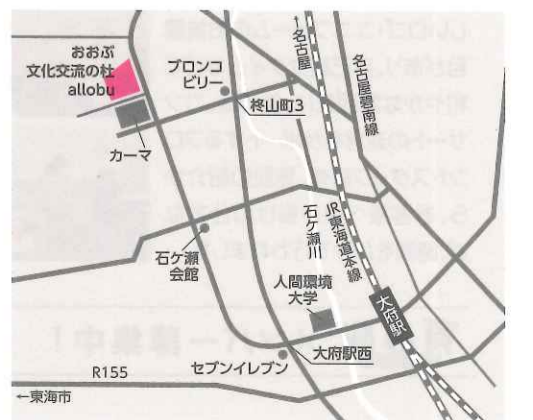 おおぶ
文化交流の杜
allobu
カーマ
ブロンコ
ビリー
柊山町3
↑名古屋
名古屋碧南線
石ケ瀬
会館
石ケ瀬川
JR東海道本線
人間環境
大学
大府駅
大府駅西
セブンイレブン
R155
←東海市